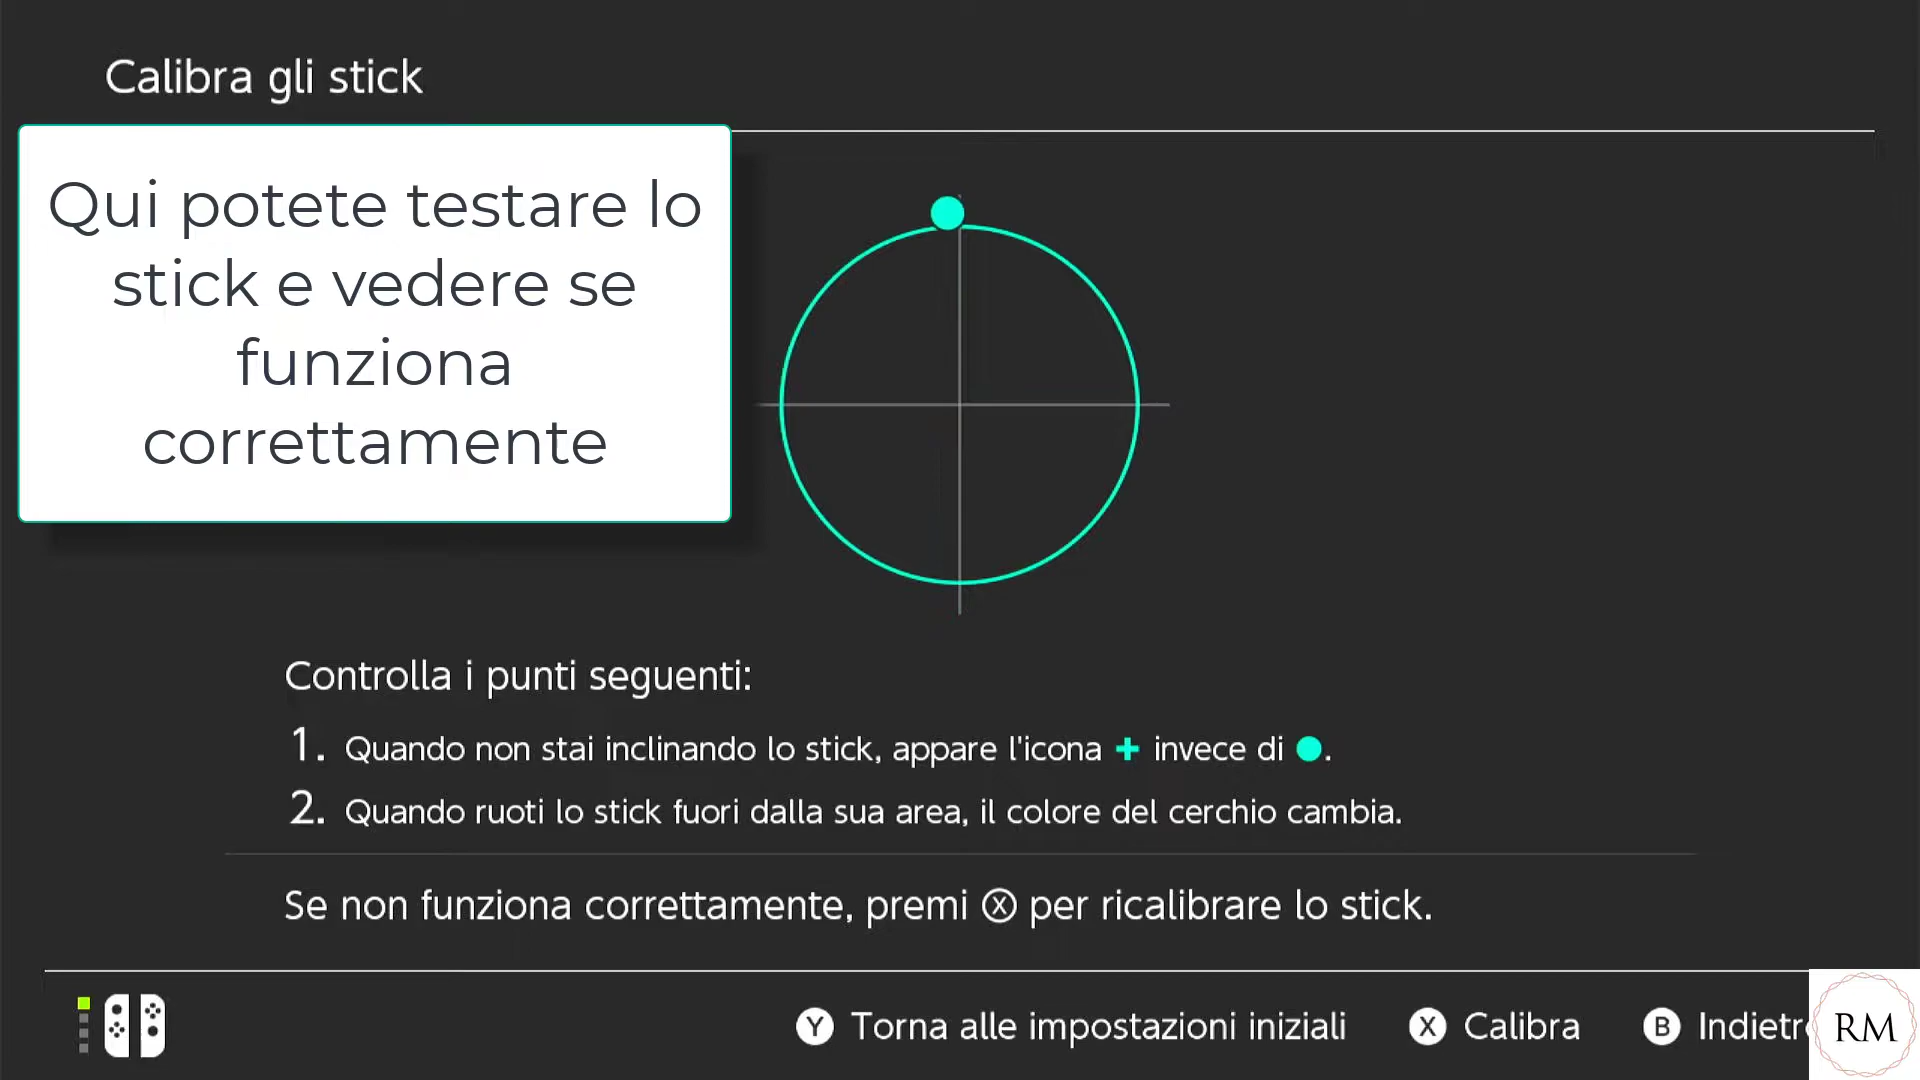 Calibra gli stick
Qui potete testare lo
stick e vedere se
funziona
correttamente
Controlla i punti seguenti:
1. Quando non stai inclinando lo stick, appare l'icona + invece di ●.
2. Quando ruoti lo stick fuori dalla sua area, il colore del cerchio cambia.
Se non funziona correttamente, premi Ⓧ per ricalibrare lo stick.
Y Torna alle impostazioni iniziali X Calibra B Indietr
RM